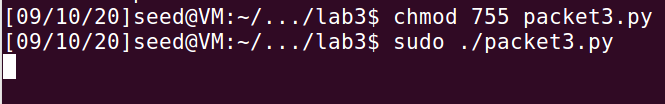 [09/10/20]seed@VM:~/.../lab3$ chmod 755 packet3.py
[09/10/20]seed@VM:~/.../lab3$ sudo ./packet3.py